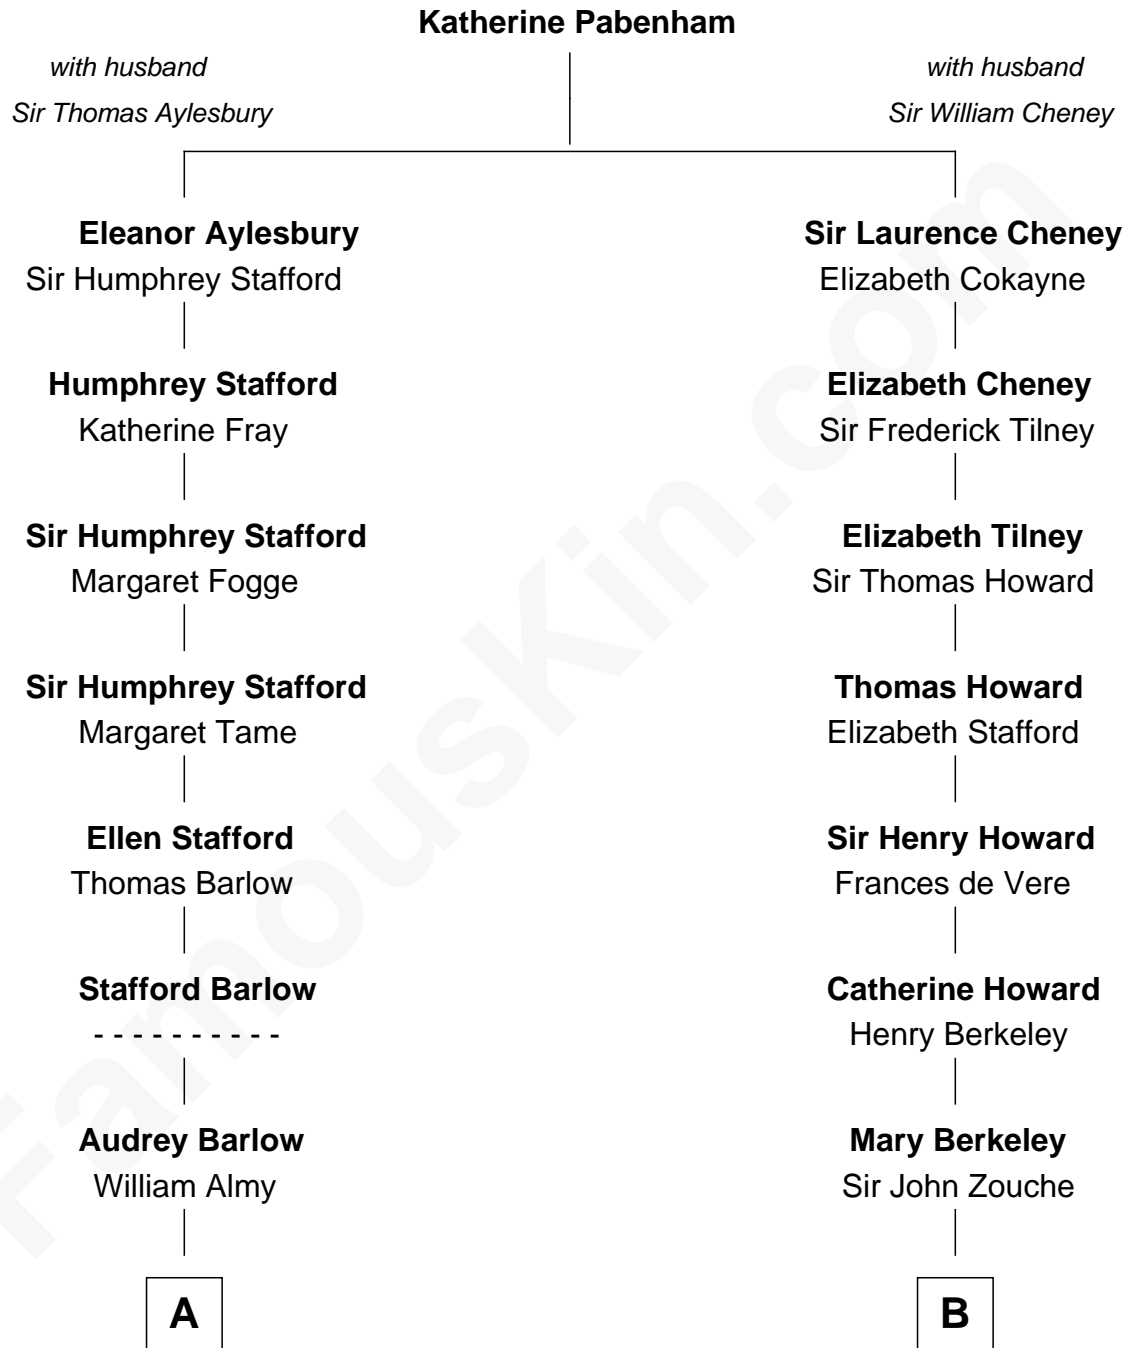 Katherine Pabenham
with husband
Sir Thomas Aylesbury
with husband
Sir William Cheney
Eleanor Aylesbury
Sir Humphrey Stafford
Sir Laurence Cheney
Elizabeth Cokayne
Humphrey Stafford
Katherine Fray
Elizabeth Cheney
Sir Frederick Tilney
Sir Humphrey Stafford
Margaret Fogge
Elizabeth Tilney
Sir Thomas Howard
Sir Humphrey Stafford
Margaret Tame
Thomas Howard
Elizabeth Stafford
Ellen Stafford
Thomas Barlow
Sir Henry Howard
Frances de Vere
Stafford Barlow
- - - - - - - - - -
Catherine Howard
Henry Berkeley
Audrey Barlow
William Almy
Mary Berkeley
Sir John Zouche
A
B
FamousKin.com